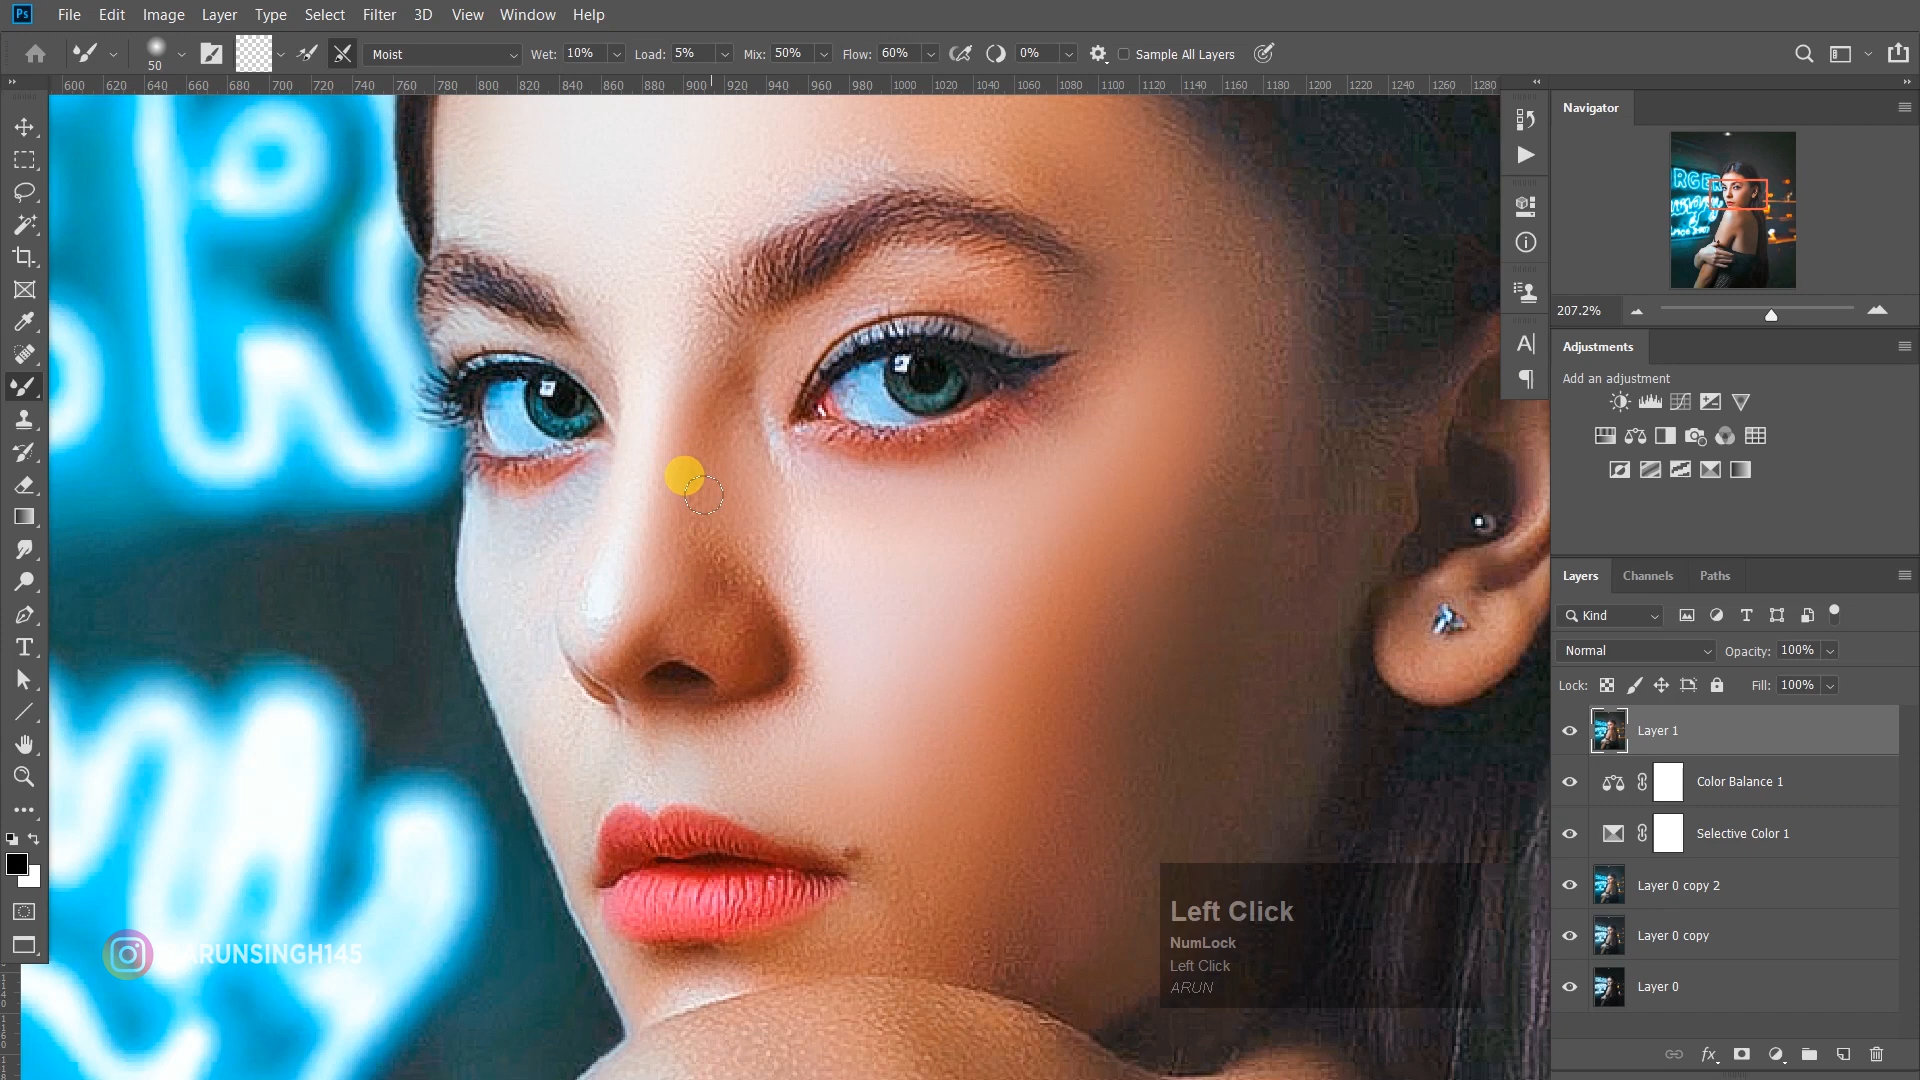 Ps File Edit Image Layer Type Select Filter 3D View Window Help
50 Moist Wet: 10% Load: 5% Mix: 50% Flow: 60% 0% Sample All Layers
600 620 640 660 680 700 720 740 760 780 800 820 840 860 880 900 920 940 960 980 1000 1020 1040 1060 1080 1100 1120 1140 1160 1180 1200 1220 1240 1260 1280
Navigator
207.2%
Adjustments
Add an adjustment
Layers Channels Paths
Kind
Normal Opacity: 100%
Lock: Fill: 100%
Layer 1
Color Balance 1
Selective Color 1
Layer 0 copy 2
Layer 0 copy
Layer 0
Left Click
NumLock
Left Click
ARUN
ARUNSINGH145